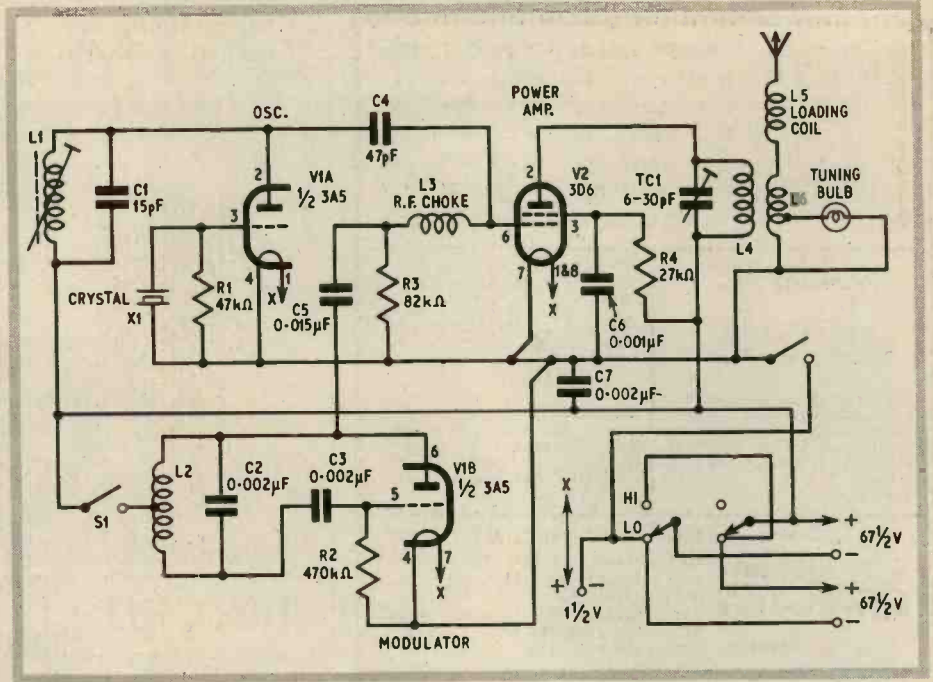 L1
C1
15pF
OSC.
2
V1A
½ 3A5
3
4
1
X
CRYSTAL
X1
R1
47kΩ
C4
47pF
L3
R.F. CHOKE
C5
0·015µF
R3
82kΩ
POWER
AMP.
2
V2
3D6
6
3
7
1&8
X
C6
0·001µF
R4
27kΩ
TC1
6-30pF
L4
L5
LOADING
COIL
L6
TUNING
BULB
C7
0·002µF-
S1
L2
C2
0·002µF
C3
0·002µF
6
V1B
½ 3A5
5
4
7
X
R2
470kΩ
MODULATOR
X
+ -
1½V
HI
LO
+
67½V
-
+
67½V
-